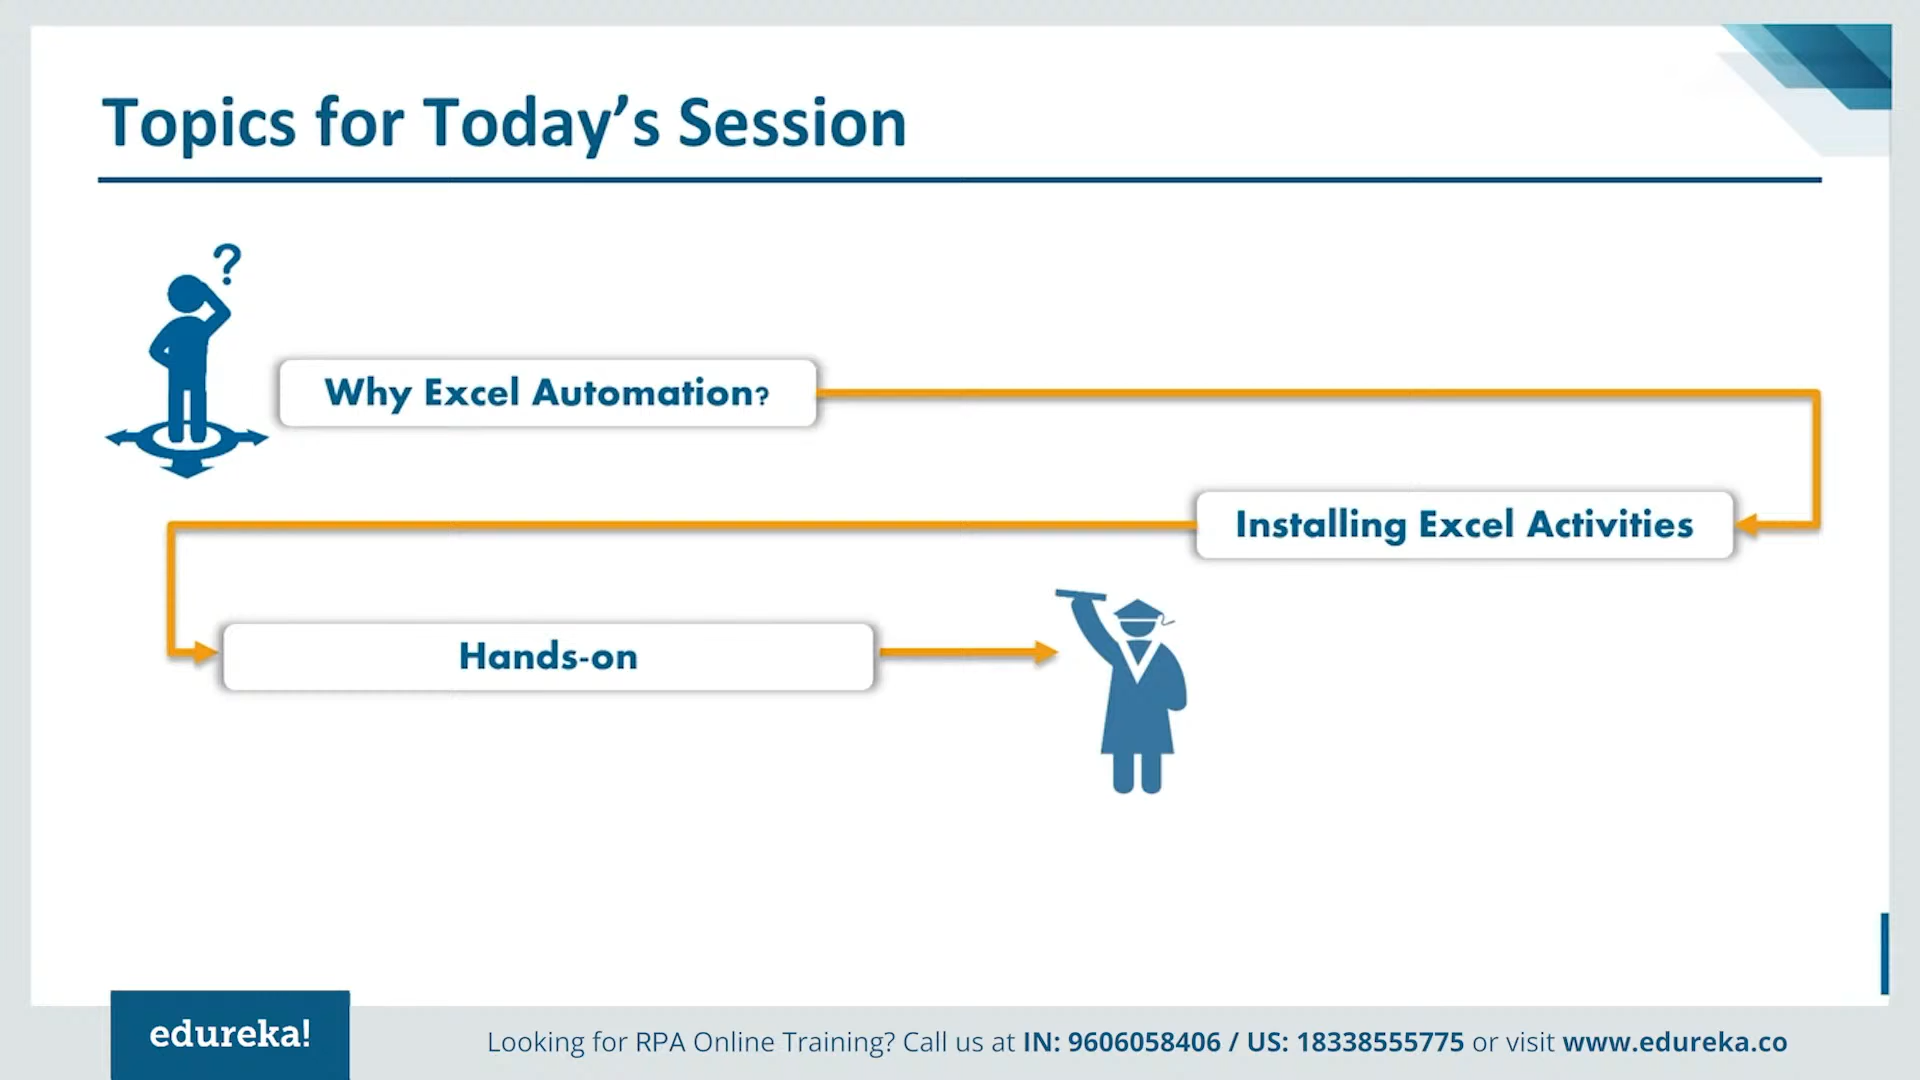 Topics for Today’s Session
?
Why Excel Automation?
Installing Excel Activities
Hands-on
edureka!
Looking for RPA Online Training? Call us at IN: 9606058406 / US: 18338555775 or visit www.edureka.co